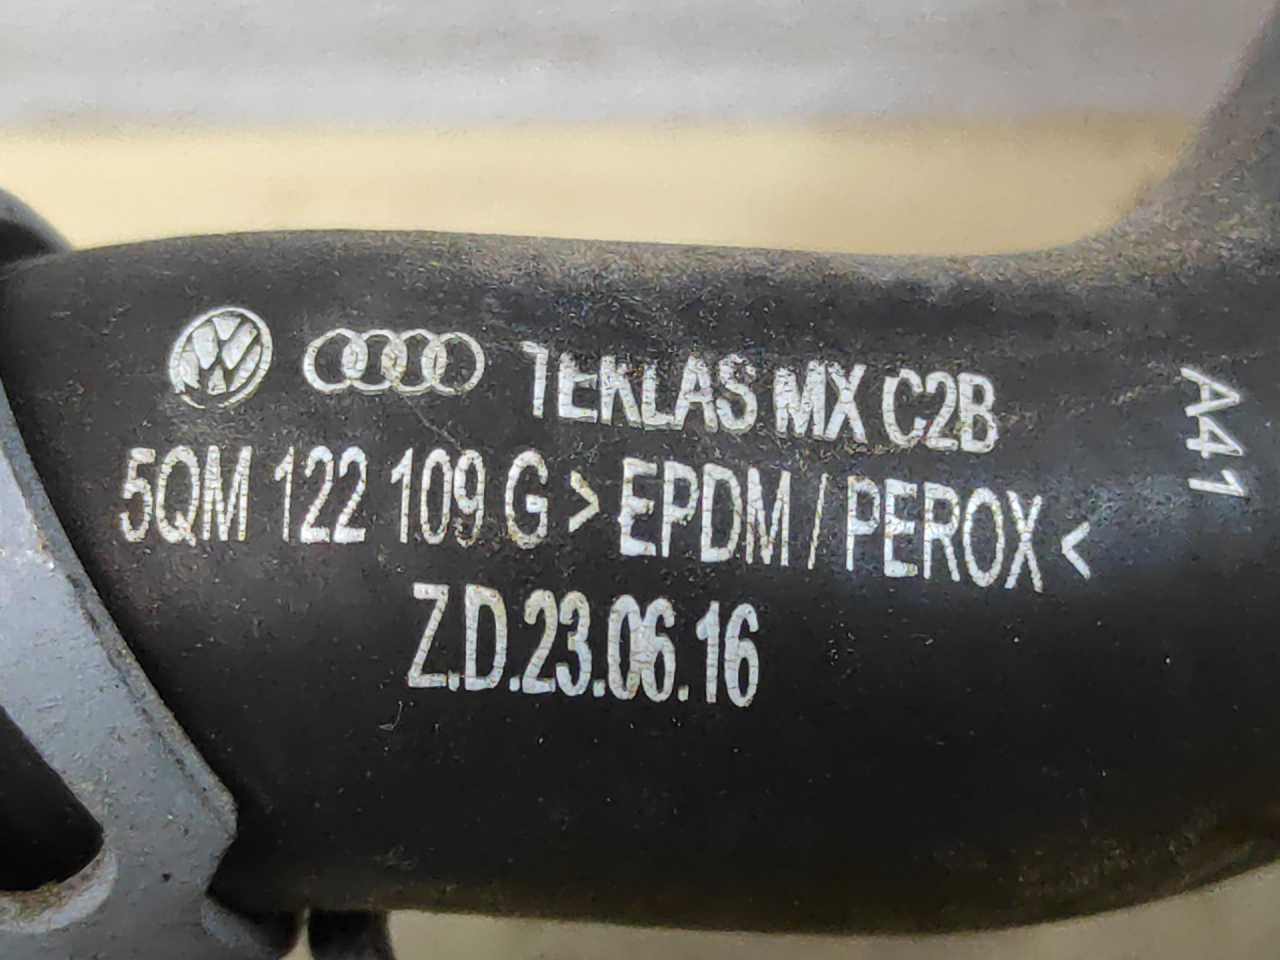 TEKLAS MX C2B
5QM 122 109 G > EPDM / PEROX <
Z.D.23.06.16
A41